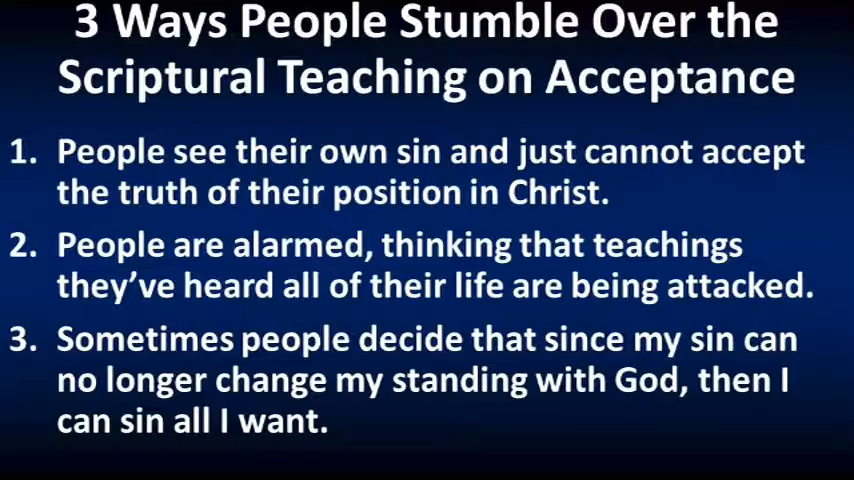 3 Ways People Stumble Over the
Scriptural Teaching on Acceptance
1. People see their own sin and just cannot accept
the truth of their position in Christ.
2. People are alarmed, thinking that teachings
they’ve heard all of their life are being attacked.
3. Sometimes people decide that since my sin can
no longer change my standing with God, then I
can sin all I want.